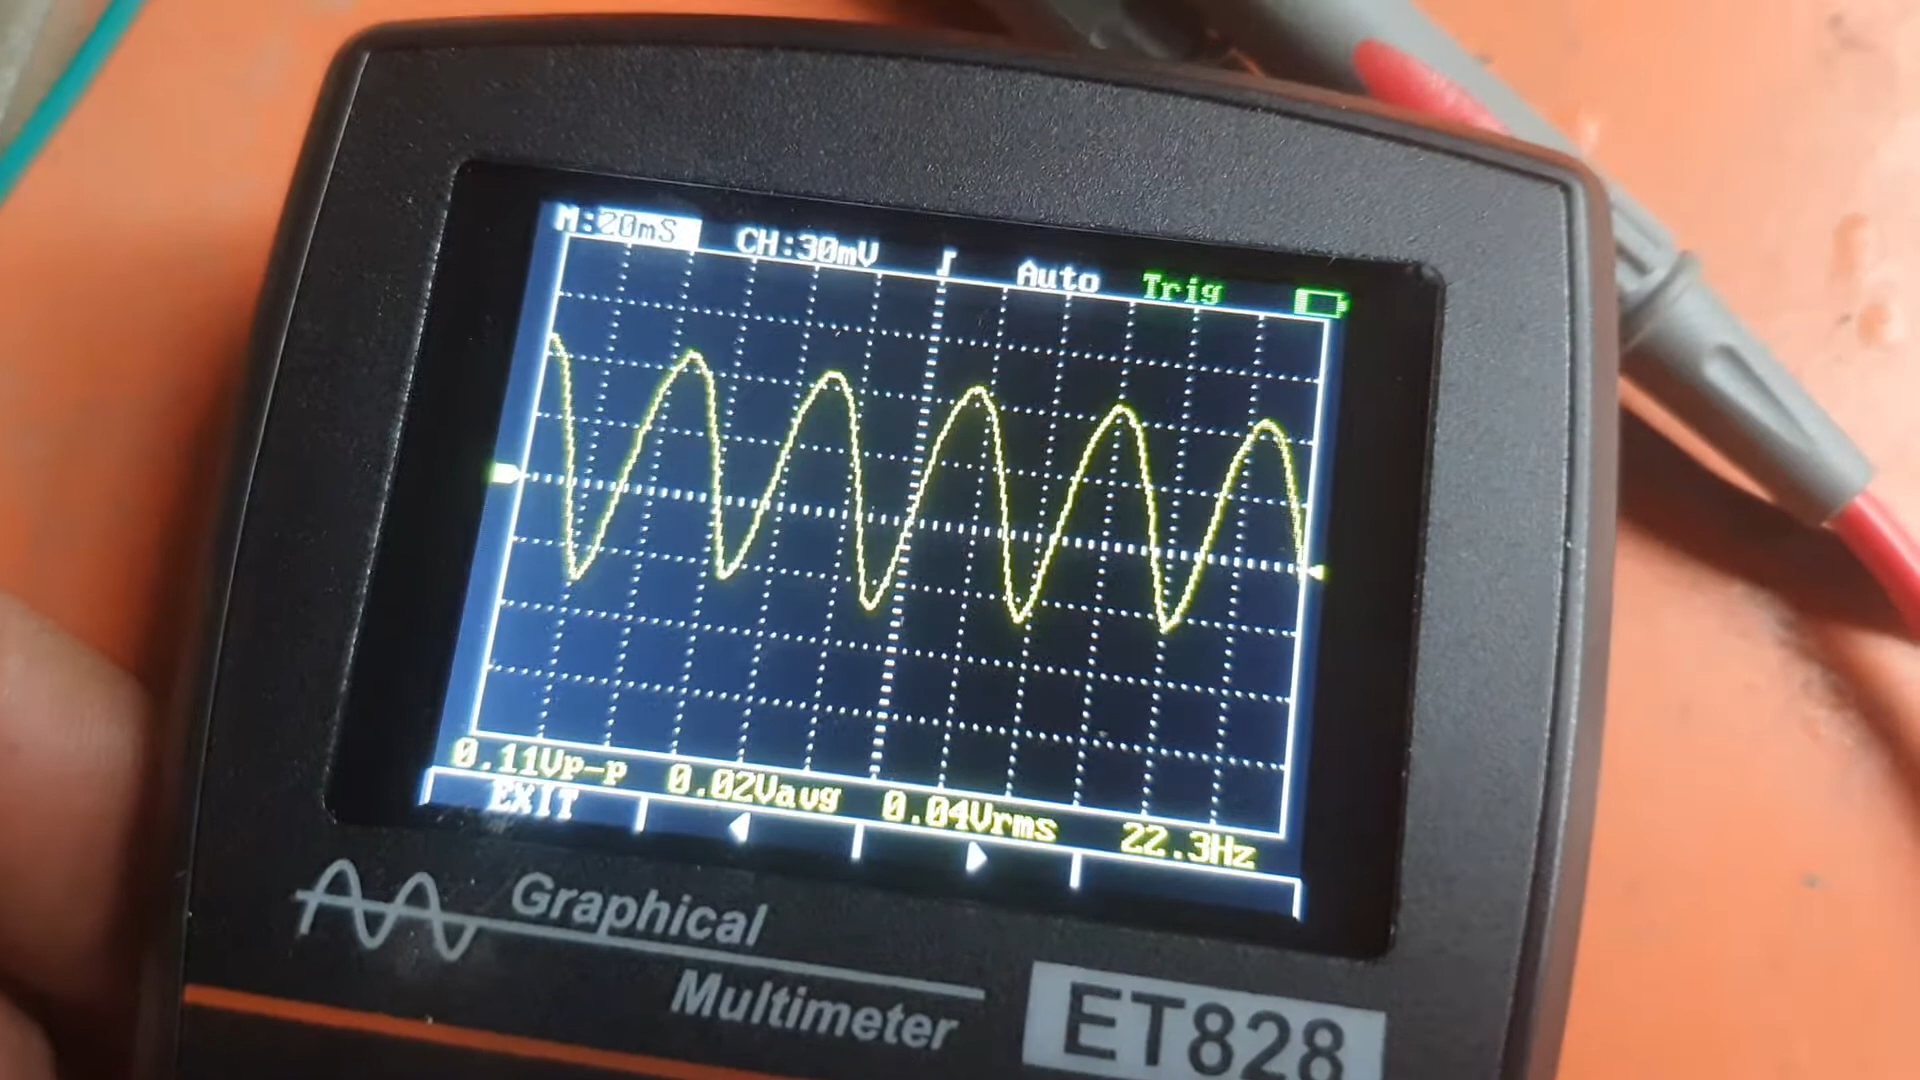 M:20mS CH:30mV Auto Trig
0.11Vp-p 0.02Vavg 0.04Vrms 22.3Hz
EXIT
Graphical
Multimeter
ET828